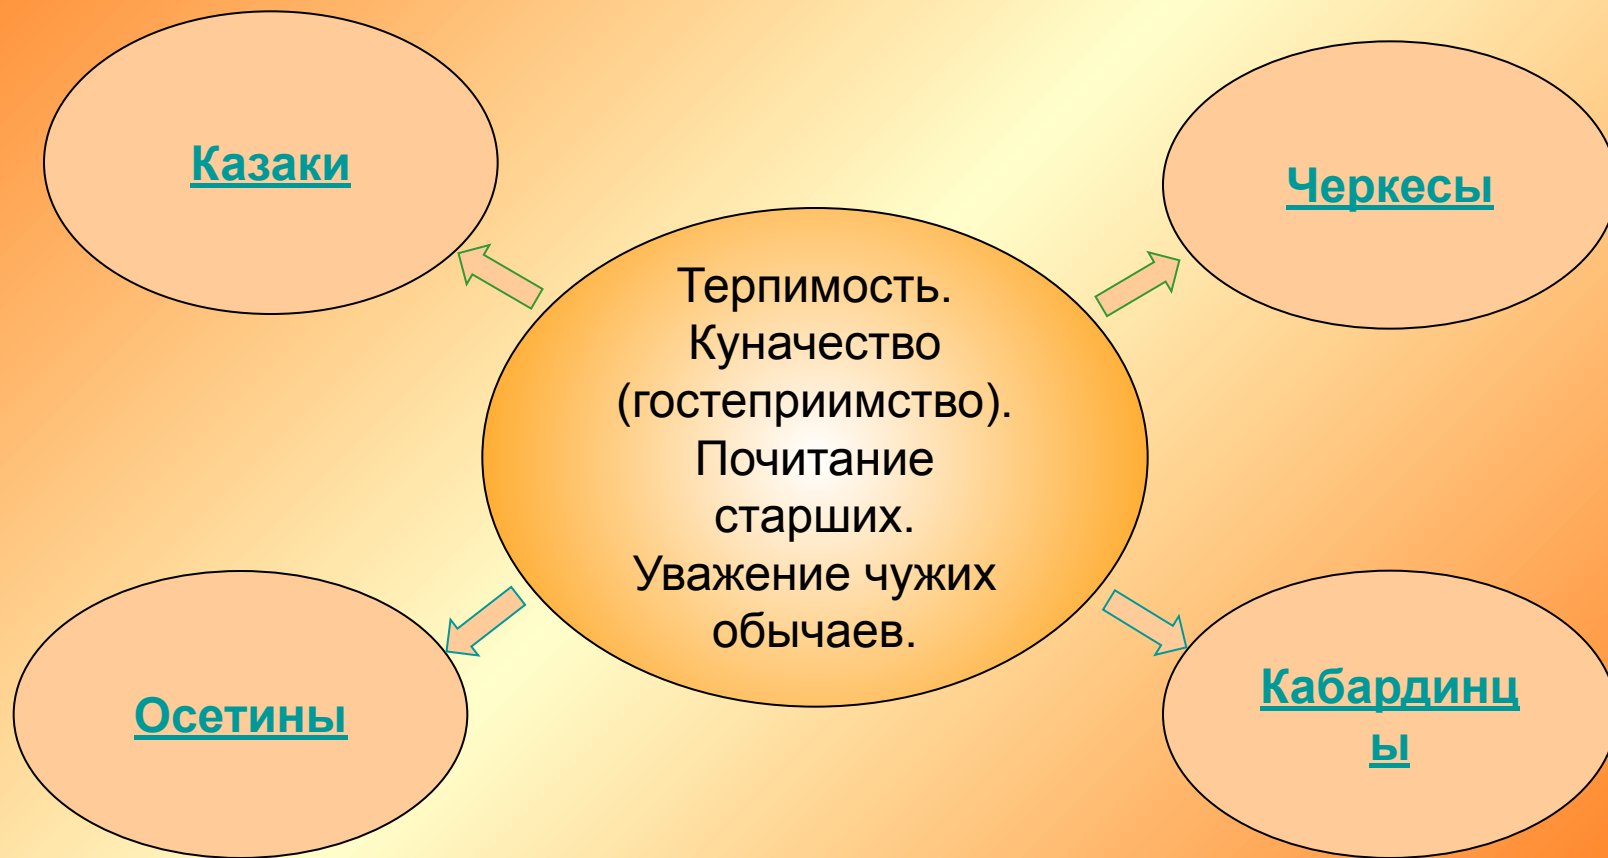 Казаки
Черкесы
Терпимость.
Куначество
(гостеприимство).
Почитание
старших.
Уважение чужих
обычаев.
Осетины
Кабардинц
ы